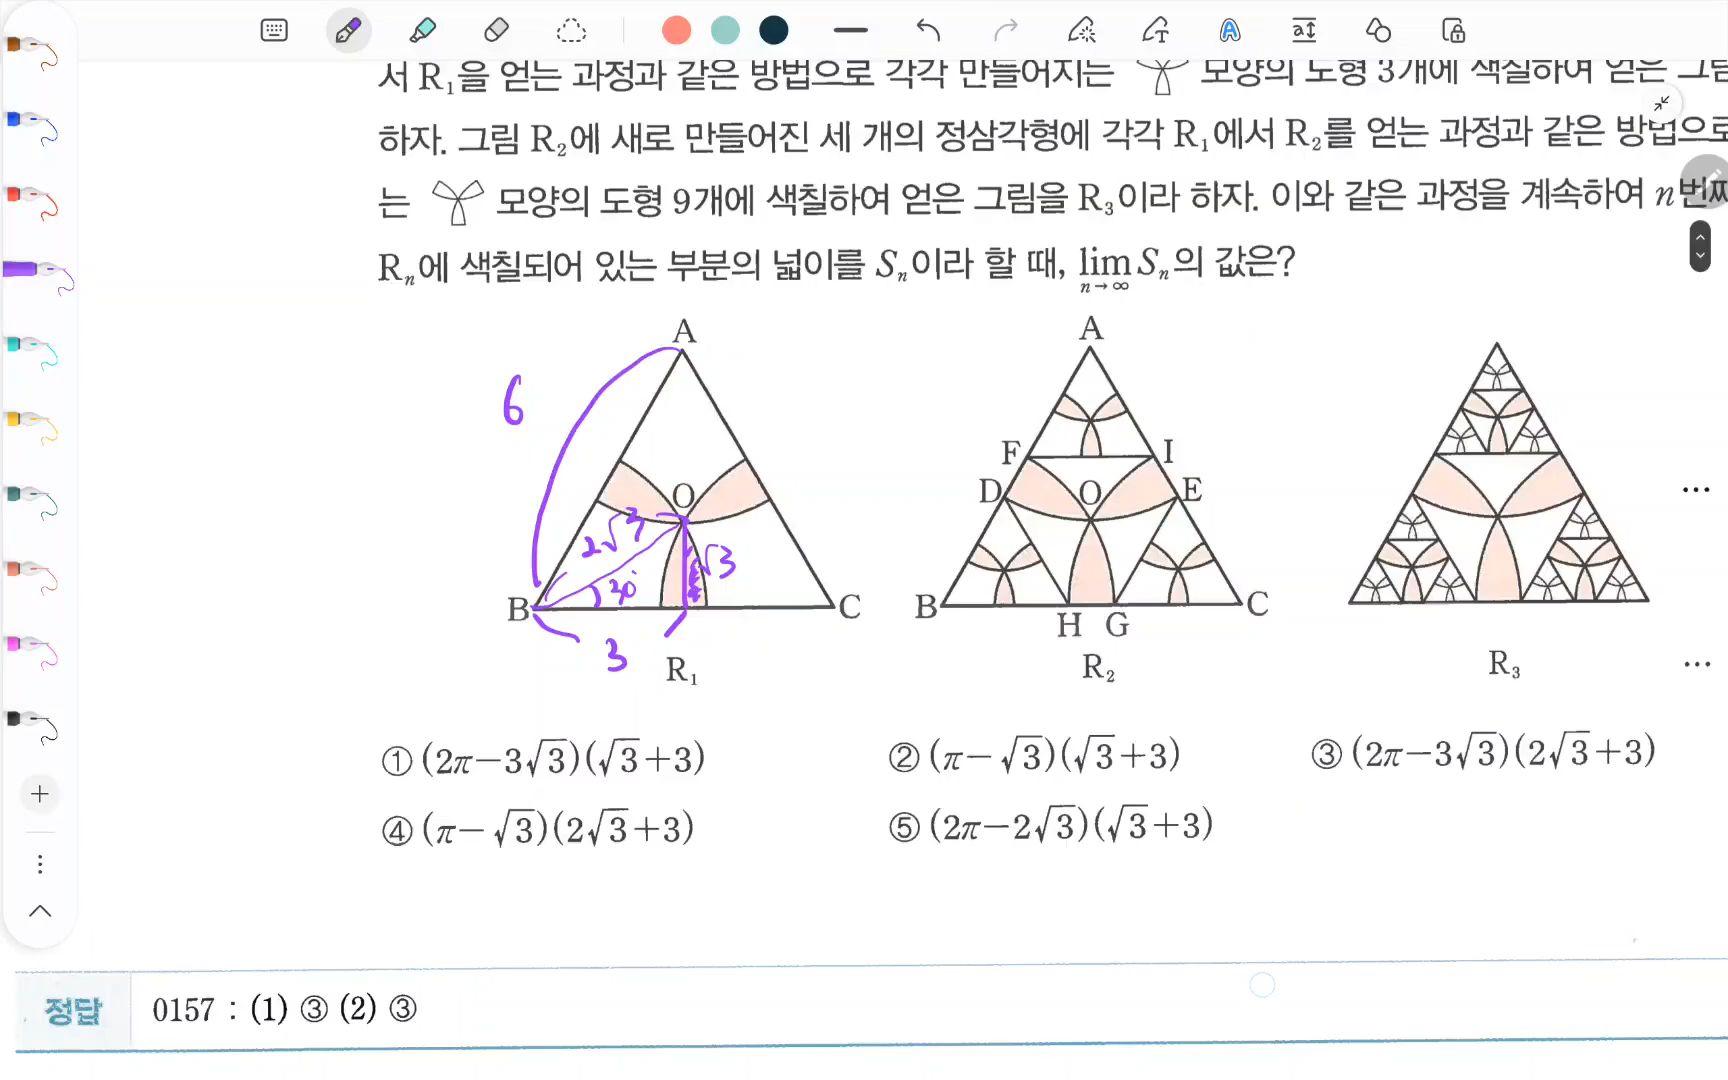 서 R₁을 얻는 과정과 같은 방법으로 각각 만들어지는 모양의 도형 3개에 색칠하여 얻은 그림
하자. 그림 R₂에 새로 만들어진 세 개의 정삼각형에 각각 R₁에서 R₂를 얻는 과정과 같은 방법으로
는 모양의 도형 9개에 색칠하여 얻은 그림을 R₃이라 하자. 이와 같은 과정을 계속하여 n번째
Rₙ에 색칠되어 있는 부분의 넓이를 Sₙ이라 할 때, lim Sₙ의 값은?
n→∞
A
6
O
2√3
√3
30°
B
C
3
R₁
A
F
I
D
O
E
B
C
H
G
R₂
R₃
…
…
① (2π−3√3)(√3+3)
② (π−√3)(√3+3)
③ (2π−3√3)(2√3+3)
④ (π−√3)(2√3+3)
⑤ (2π−2√3)(√3+3)
정답
0157 : (1) ③ (2) ③